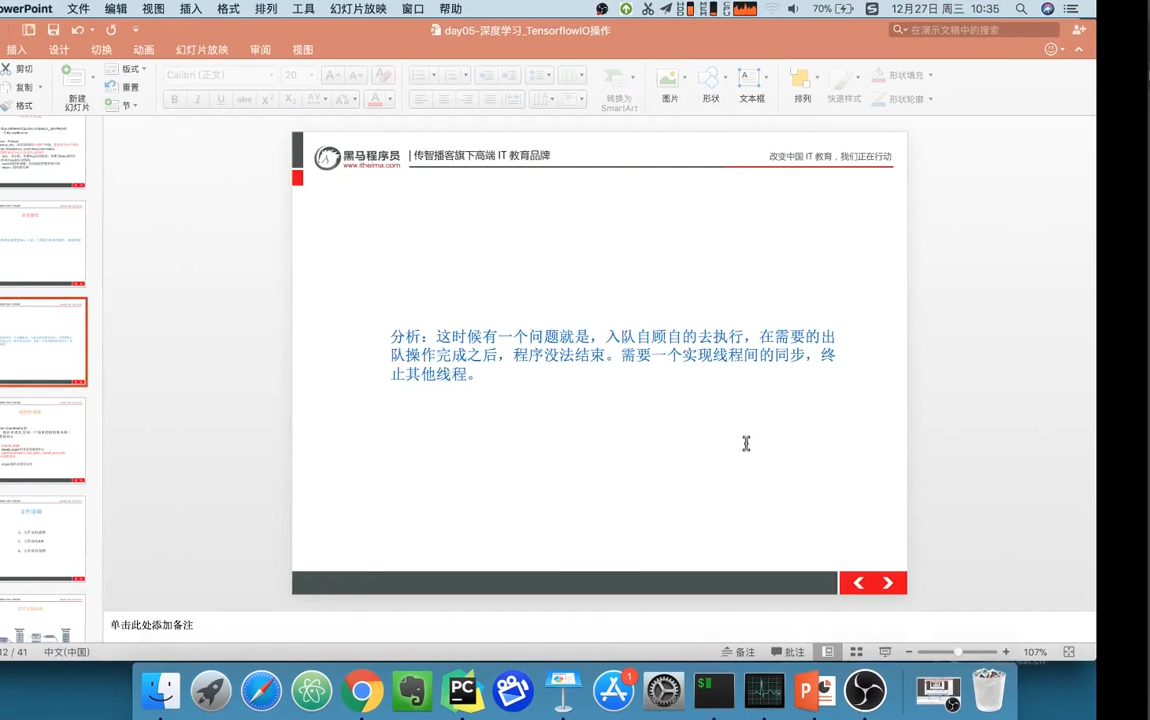 PowerPoint 文件 编辑 视图 插入 格式 排列 工具 幻灯片放映 窗口 帮助 70% 12月27日 周三 10:35
day05-深度学习_TensorflowIO操作
在演示文稿中的搜索
插入 设计 切换 动画 幻灯片放映 审阅 视图
剪切
复制
格式
新建
幻灯片
版式
重置
节
Calibri (正文) 20
转换为
SmartArt
图片 形状 文本框 排列 快速样式
形状填充
形状轮廓
黑马程序员
www.itheima.com
传智播客旗下高端 IT 教育品牌
改变中国 IT 教育，我们正在行动
分析：这时候有一个问题就是，入队自顾自的去执行，在需要的出
队操作完成之后，程序没法结束。需要一个实现线程间的同步，终
止其他线程。
单击此处添加备注
12 / 41 中文(中国) 备注 批注 107%